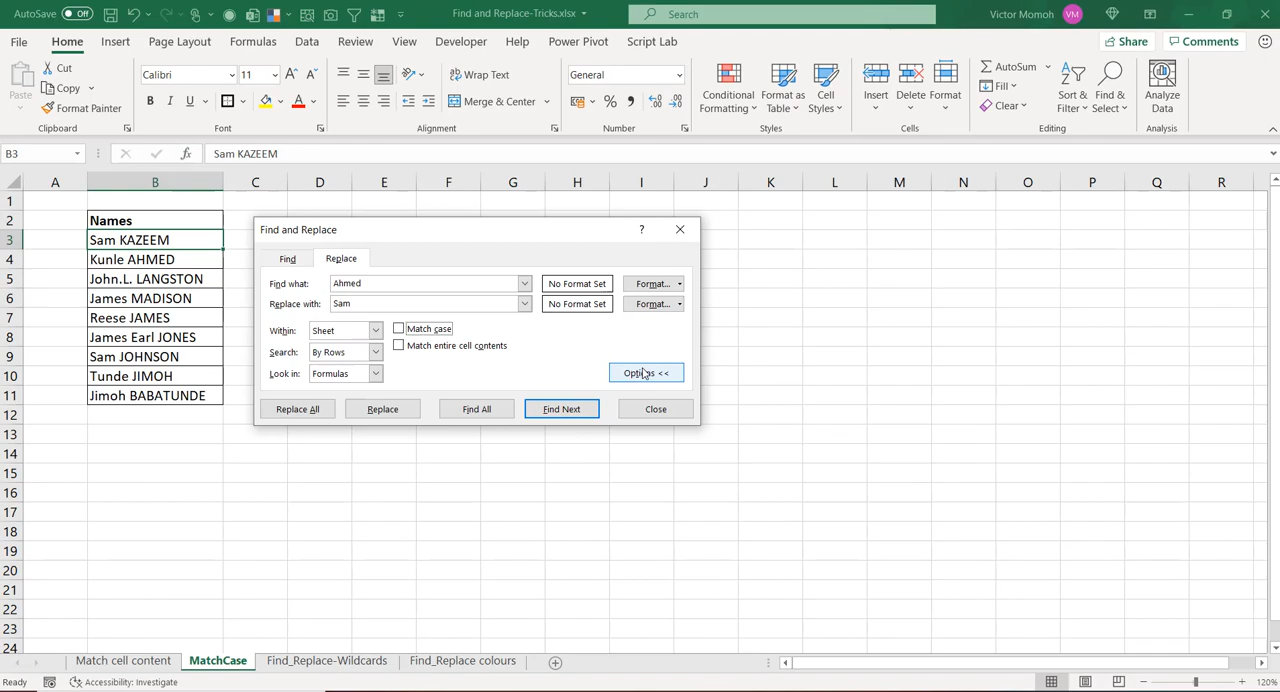 AutoSave Off Find and Replace-Tricks.xlsx Search Victor Momoh VM
File Home Insert Page Layout Formulas Data Review View Developer Help Power Pivot Script Lab Share Comments
Paste Cut Copy Format Painter Clipboard
Calibri 11 A A B I U A Font
Wrap Text Merge & Center Alignment
General % Number
Conditional Formatting Format as Table Cell Styles Styles
Insert Delete Format Cells
AutoSum Fill Clear Sort & Filter Find & Select Editing
Analyze Data Analysis
B3 fx Sam KAZEEM
A B C D E F G H I J K L M N O P Q R
1
2 Names
3 Sam KAZEEM
4 Kunle AHMED
5 John.L. LANGSTON
6 James MADISON
7 Reese JAMES
8 James Earl JONES
9 Sam JOHNSON
10 Tunde JIMOH
11 Jimoh BABATUNDE
12
13
14
15
16
17
18
19
20
21
22
23
24
Find and Replace ?
Find Replace
Find what: Ahmed No Format Set Format...
Replace with: Sam No Format Set Format...
Within: Sheet Match case
Search: By Rows Match entire cell contents
Look in: Formulas Options <<
Replace All Replace Find All Find Next Close
Match cell content MatchCase Find_Replace-Wildcards Find_Replace colours
Ready Accessibility: Investigate 120%